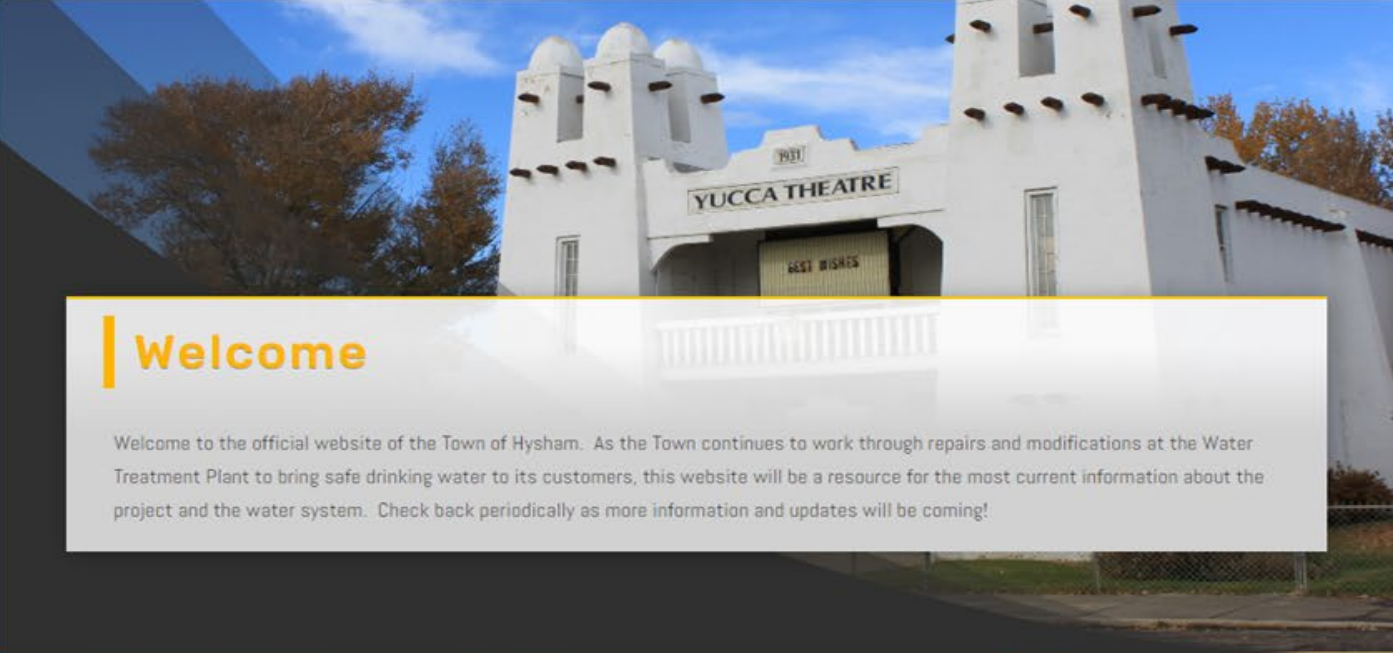 1931
YUCCA THEATRE
BEST WISHES
Welcome
Welcome to the official website of the Town of Hysham.  As the Town continues to work through repairs and modifications at the Water
Treatment Plant to bring safe drinking water to its customers, this website will be a resource for the most current information about the
project and the water system.  Check back periodically as more information and updates will be coming!